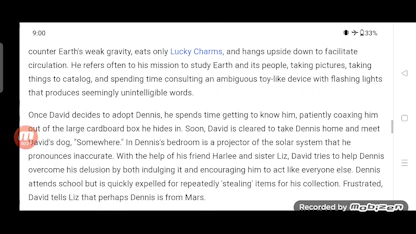 9:00
33%
counter Earth's weak gravity, eats only Lucky Charms, and hangs upside down to facilitate
circulation. He refers often to his mission to study Earth and its people, taking pictures, taking
things to catalog, and spending time consulting an ambiguous toy-like device with flashing lights
that produces seemingly unintelligible words.
Once David decides to adopt Dennis, he spends time getting to know him, patiently coaxing him
out of the large cardboard box he hides in. Soon, David is cleared to take Dennis home and meet
David's dog, "Somewhere." In Dennis's bedroom is a projector of the solar system that he
pronounces inaccurate. With the help of his friend Harlee and sister Liz, David tries to help Dennis
overcome his delusion by both indulging it and encouraging him to act like everyone else. Dennis
attends school but is quickly expelled for repeatedly 'stealing' items for his collection. Frustrated,
David tells Liz that perhaps Dennis is from Mars.
Recorded by Mobizen